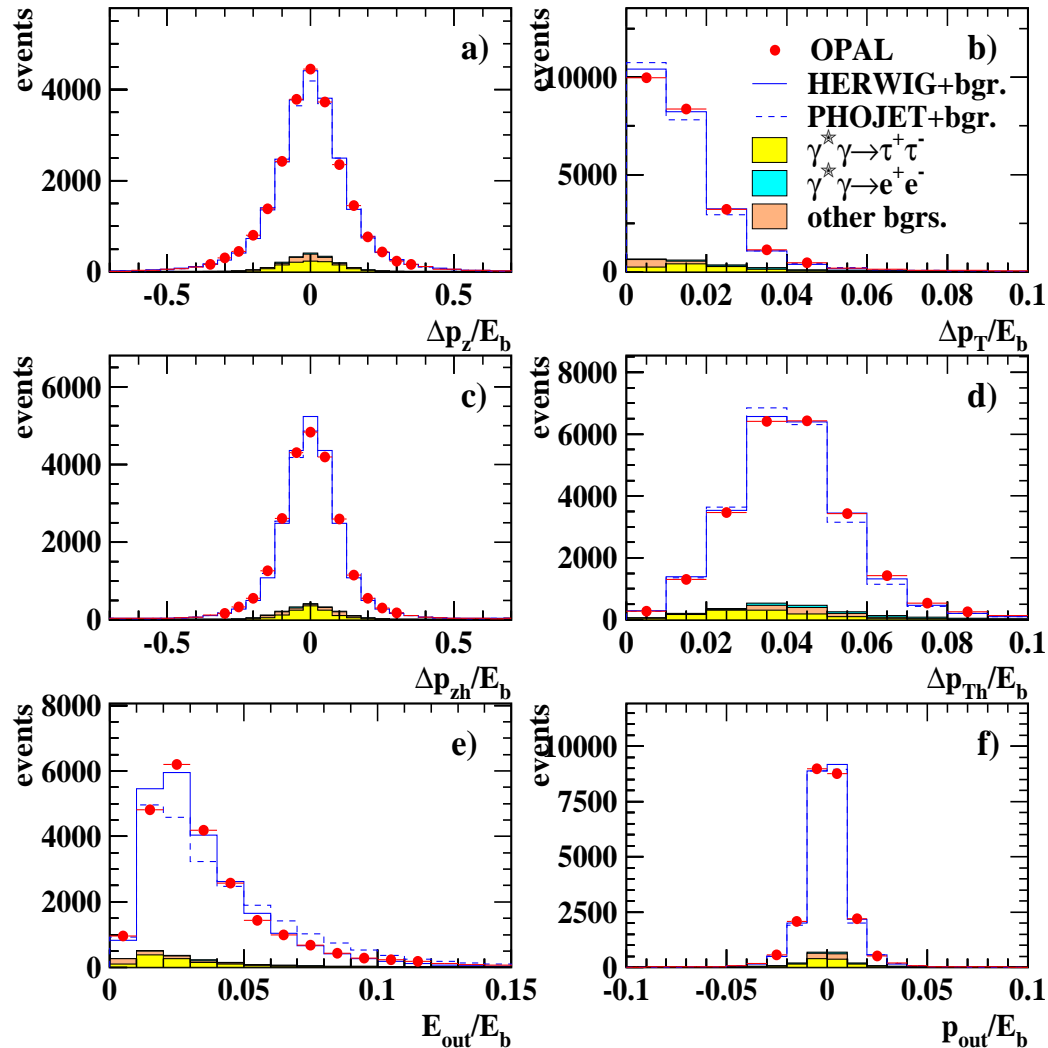 events
a)
4000
2000
0
-0.5 0 0.5
Δp_z/E_b
events
b)
10000
7500
5000
2500
0
0 0.02 0.04 0.06 0.08 0.1
Δp_T/E_b
OPAL
HERWIG+bgr.
PHOJET+bgr.
γ*γ→τ⁺τ⁻
γ*γ→e⁺e⁻
other bgrs.
events
c)
6000
4000
2000
0
-0.5 0 0.5
Δp_zh/E_b
events
d)
8000
6000
4000
2000
0
0 0.02 0.04 0.06 0.08 0.1
Δp_Th/E_b
events
e)
8000
6000
4000
2000
0
0 0.05 0.1 0.15
E_out/E_b
events
f)
10000
7500
5000
2500
0
-0.1 -0.05 0 0.05 0.1
p_out/E_b